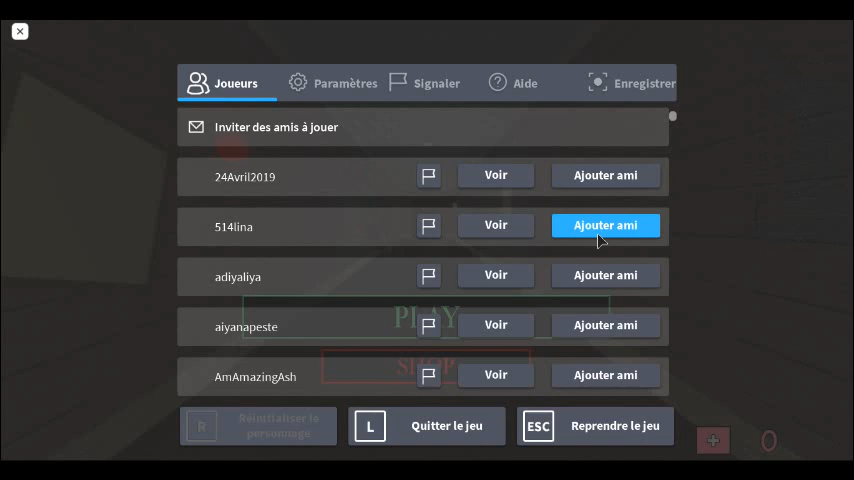 Joueurs Paramètres Signaler Aide Enregistrer
Inviter des amis à jouer
24Avril2019 Voir Ajouter ami
514lina Voir Ajouter ami
adiyaliya Voir Ajouter ami
PLAY
aiyanapeste Voir Ajouter ami
SHOP
AmAmazingAsh Voir Ajouter ami
R Réinitialiser le personnage
L Quitter le jeu
ESC Reprendre le jeu
+ 0